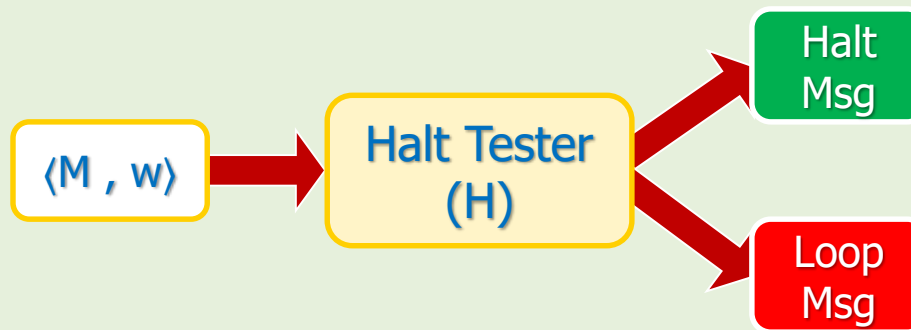 ⟨M , w⟩
Halt Tester
(H)
Halt
Msg
Loop
Msg